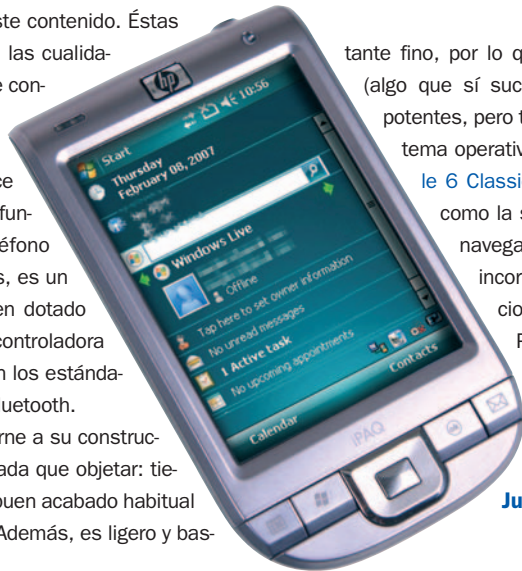 ste contenido. Éstas
las cualida-
e con-
ce
fun-
éfono
s, es un
en dotado
controladora
n los estánda-
uetooth.
rne a su construc-
ada que objetar: tie-
buen acabado habitual
Además, es ligero y bas-
hp
10:56
Start
Thursday
February 08, 2007
Windows Live
Offline
Tap here to set owner information
No unread messages
1 Active task
No upcoming appointments
Calendar
Contacts
iPAQ
tante fino, por lo q
(algo que sí suc
potentes, pero t
tema operativ
le 6 Classi
como la s
navega
incor
cio
Ju